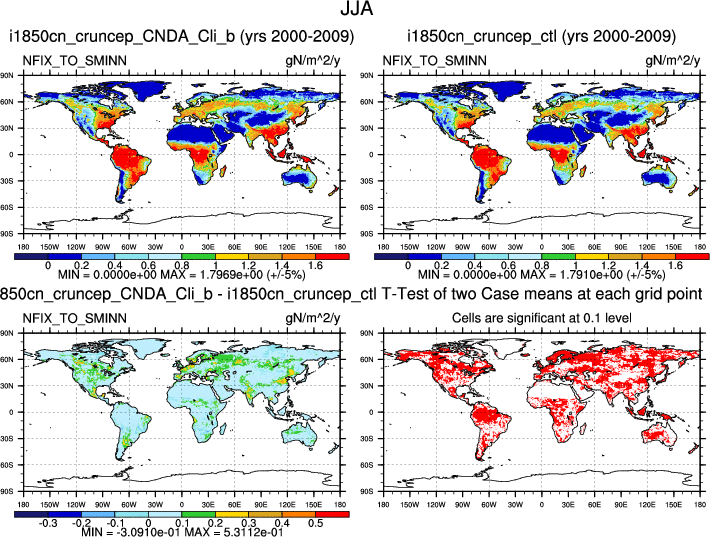 JJA
i1850cn_cruncep_CNDA_Cli_b (yrs 2000-2009)
i1850cn_cruncep_ctl (yrs 2000-2009)
NFIX_TO_SMINN gN/m^2/y
NFIX_TO_SMINN gN/m^2/y
90N
60N
30N
0
30S
60S
90S
180 150W 120W 90W 60W 30W 0 30E 60E 90E 120E 150E 180
90N
60N
30N
0
30S
60S
90S
180 150W 120W 90W 60W 30W 0 30E 60E 90E 120E 150E 180
0 0.2 0.4 0.6 0.8 1 1.2 1.4 1.6
MIN = 0.0000e+00 MAX = 1.7969e+00 (+/-5%)
0 0.2 0.4 0.6 0.8 1 1.2 1.4 1.6
MIN = 0.0000e+00 MAX = 1.7910e+00 (+/-5%)
850cn_cruncep_CNDA_Cli_b - i1850cn_cruncep_ctl
T-Test of two Case means at each grid point
NFIX_TO_SMINN gN/m^2/y
Cells are significant at 0.1 level
90N
60N
30N
0
30S
60S
90S
180 150W 120W 90W 60W 30W 0 30E 60E 90E 120E 150E 180
90N
60N
30N
0
30S
60S
90S
180 150W 120W 90W 60W 30W 0 30E 60E 90E 120E 150E 180
-0.3 -0.2 -0.1 0 0.1 0.2 0.3 0.4 0.5
MIN = -3.0910e-01 MAX = 5.3112e-01